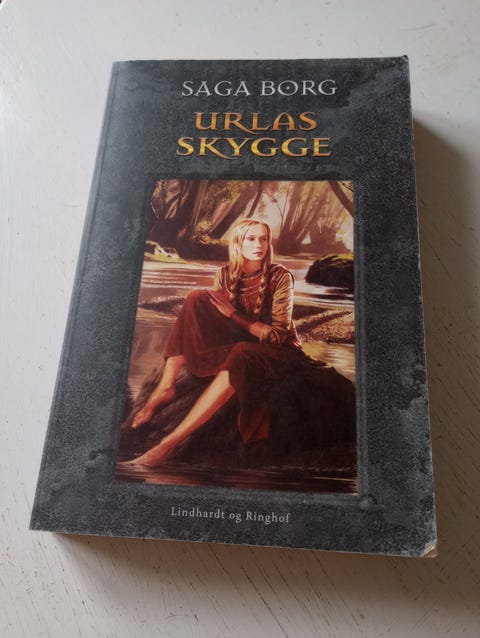 SAGA BORG
URLAS
SKYGGE
Lindhardt og Ringhof